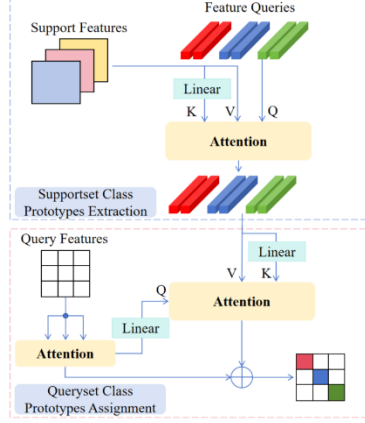 Feature Queries
Support Features
Linear
K
V
Q
Attention
Supportset Class
Prototypes Extraction
Query Features
Linear
V
K
Q
Attention
Linear
Attention
Queryset Class
Prototypes Assignment